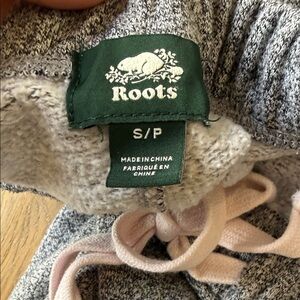 Roots
S/P
MADE IN CHINA
FABRIQUÉ EN
CHINE